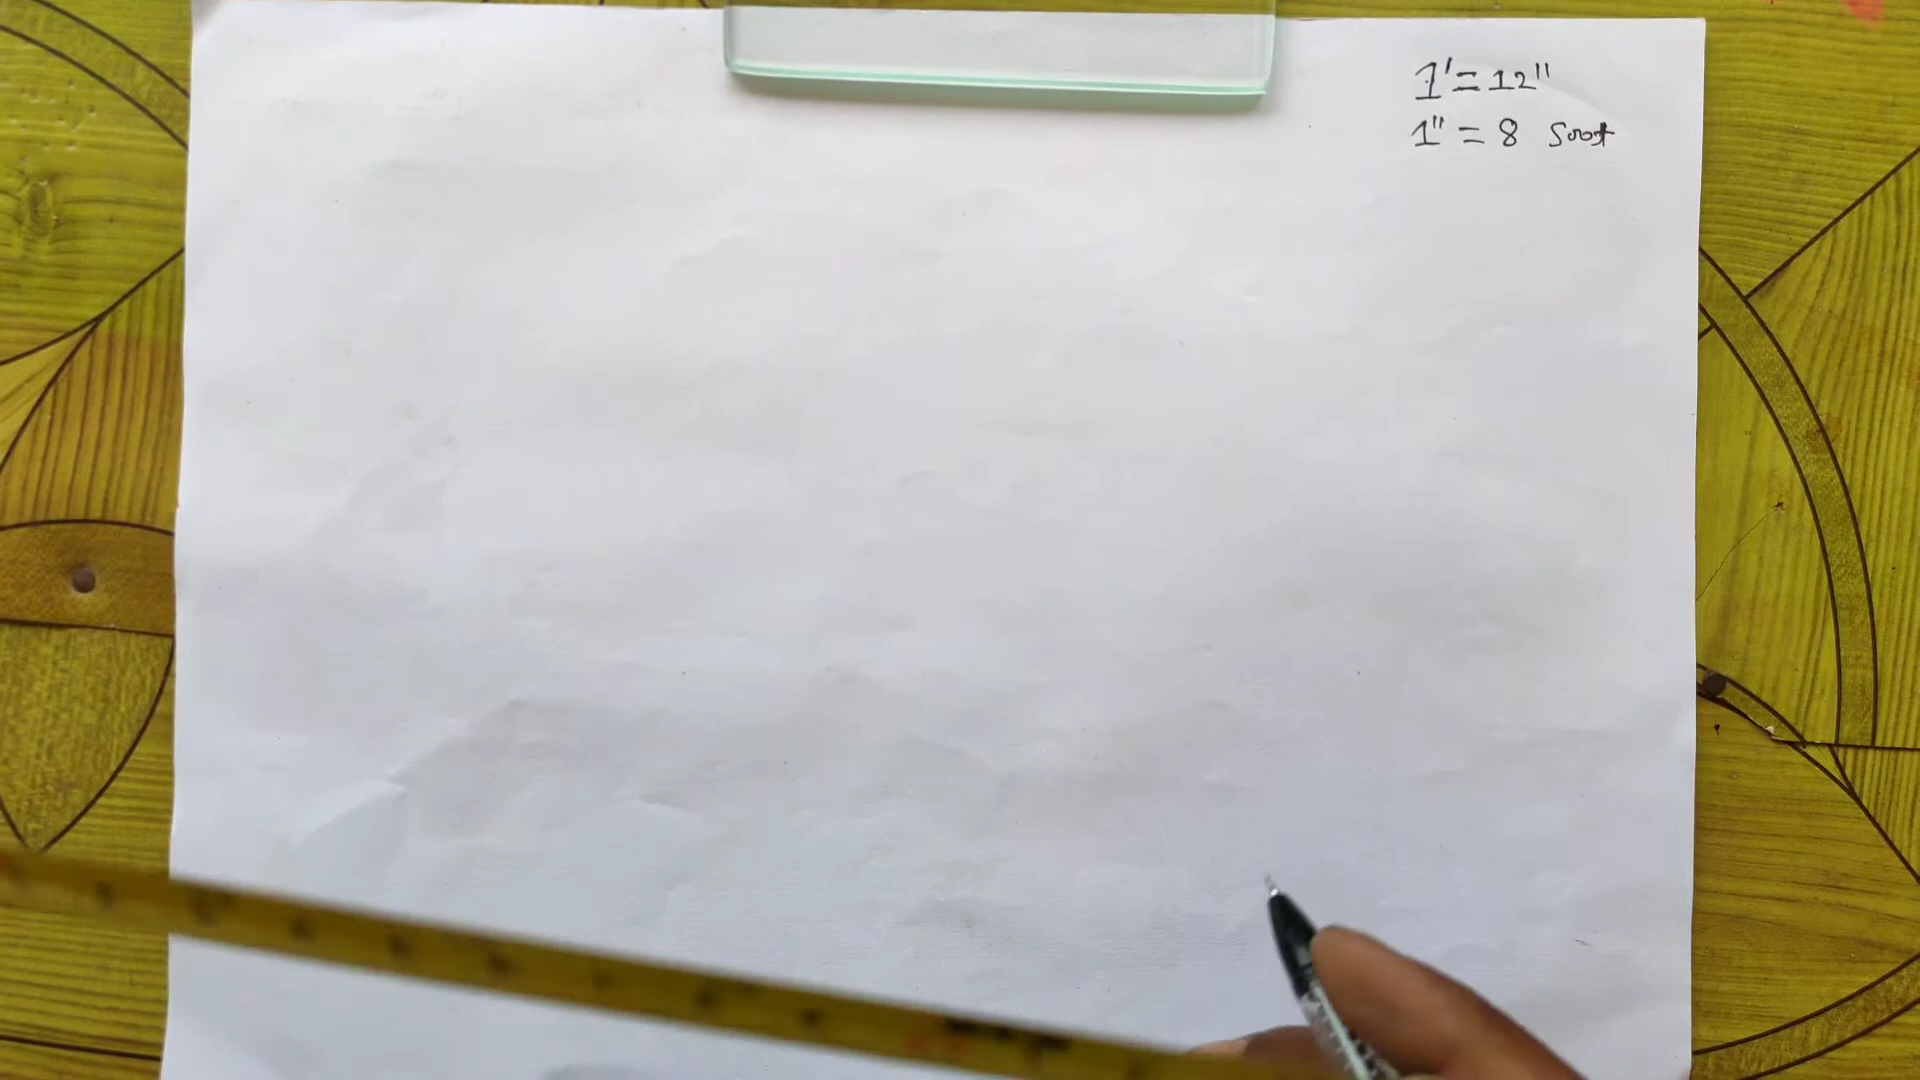 1' = 12"
1" = 8 Soot